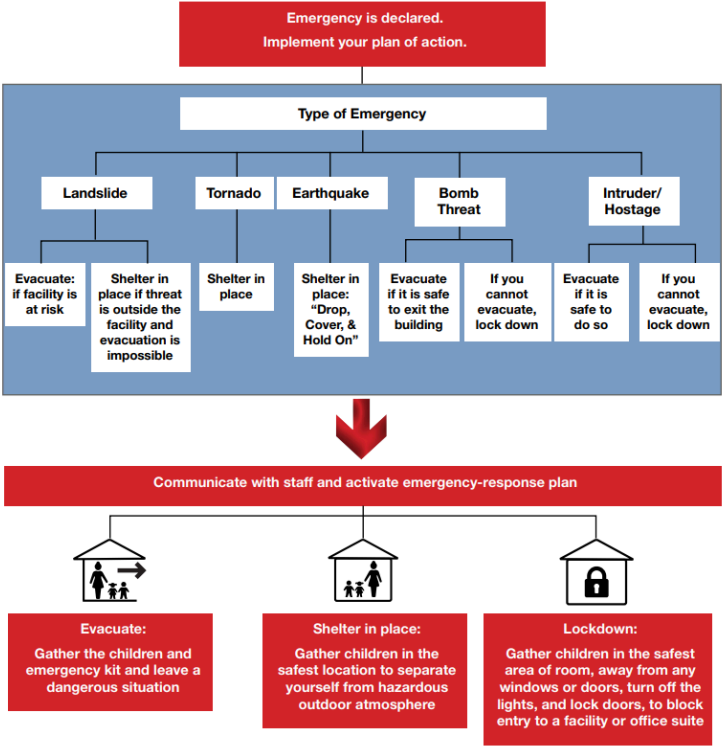 Emergency is declared.
Implement your plan of action.
Type of Emergency
Landslide
Tornado
Earthquake
Bomb
Threat
Intruder/
Hostage
Evacuate:
if facility is
at risk
Shelter in
place if threat
is outside the
facility and
evacuation is
impossible
Shelter in
place
Shelter in
place:
“Drop,
Cover, &
Hold On”
Evacuate
if it is safe
to exit the
building
If you
cannot
evacuate,
lock down
Evacuate
if it is
safe to
do so
If you
cannot
evacuate,
lock down
Communicate with staff and activate emergency-response plan
Evacuate:
Gather the children and
emergency kit and leave a
dangerous situation
Shelter in place:
Gather children in the
safest location to separate
yourself from hazardous
outdoor atmosphere
Lockdown:
Gather children in the safest
area of room, away from any
windows or doors, turn off the
lights, and lock doors, to block
entry to a facility or office suite